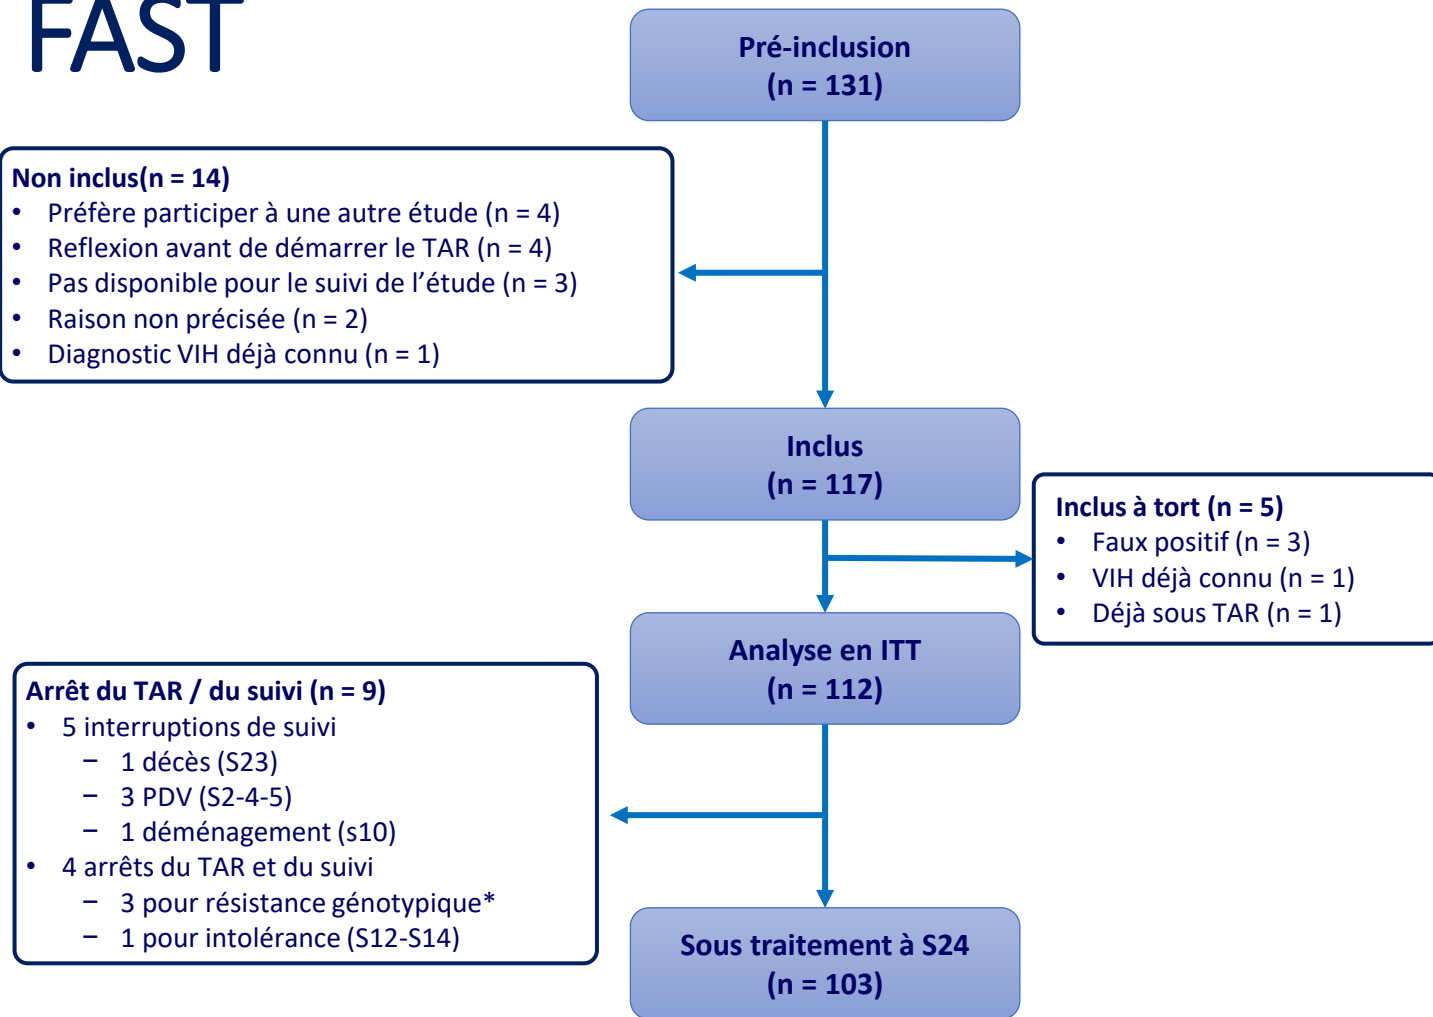 FAST
Pré-inclusion
(n = 131)
Non inclus(n = 14)
• Préfère participer à une autre étude (n = 4)
• Reflexion avant de démarrer le TAR (n = 4)
• Pas disponible pour le suivi de l’étude (n = 3)
• Raison non précisée (n = 2)
• Diagnostic VIH déjà connu (n = 1)
Inclus
(n = 117)
Inclus à tort (n = 5)
• Faux positif (n = 3)
• VIH déjà connu (n = 1)
• Déjà sous TAR (n = 1)
Analyse en ITT
(n = 112)
Arrêt du TAR / du suivi (n = 9)
• 5 interruptions de suivi
− 1 décès (S23)
− 3 PDV (S2-4-5)
− 1 déménagement (s10)
• 4 arrêts du TAR et du suivi
− 3 pour résistance génotypique*
− 1 pour intolérance (S12-S14)
Sous traitement à S24
(n = 103)